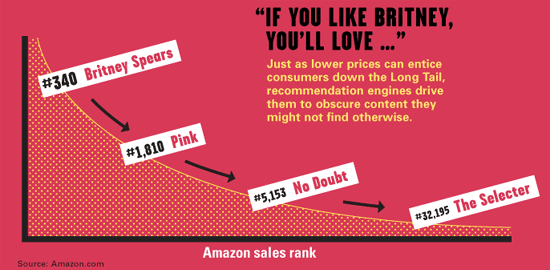 “IF YOU LIKE BRITNEY,
YOU’LL LOVE ...”
Just as lower prices can entice
consumers down the Long Tail,
recommendation engines drive
them to obscure content they
might not find otherwise.
#340 Britney Spears
#1,810 Pink
#5,153 No Doubt
#32,195 The Selecter
Amazon sales rank
Source: Amazon.com